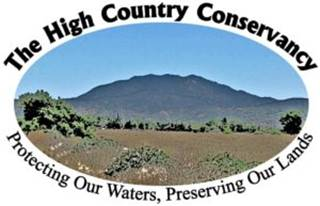 The High Country Conservancy
Protecting Our Waters, Preserving Our Lands